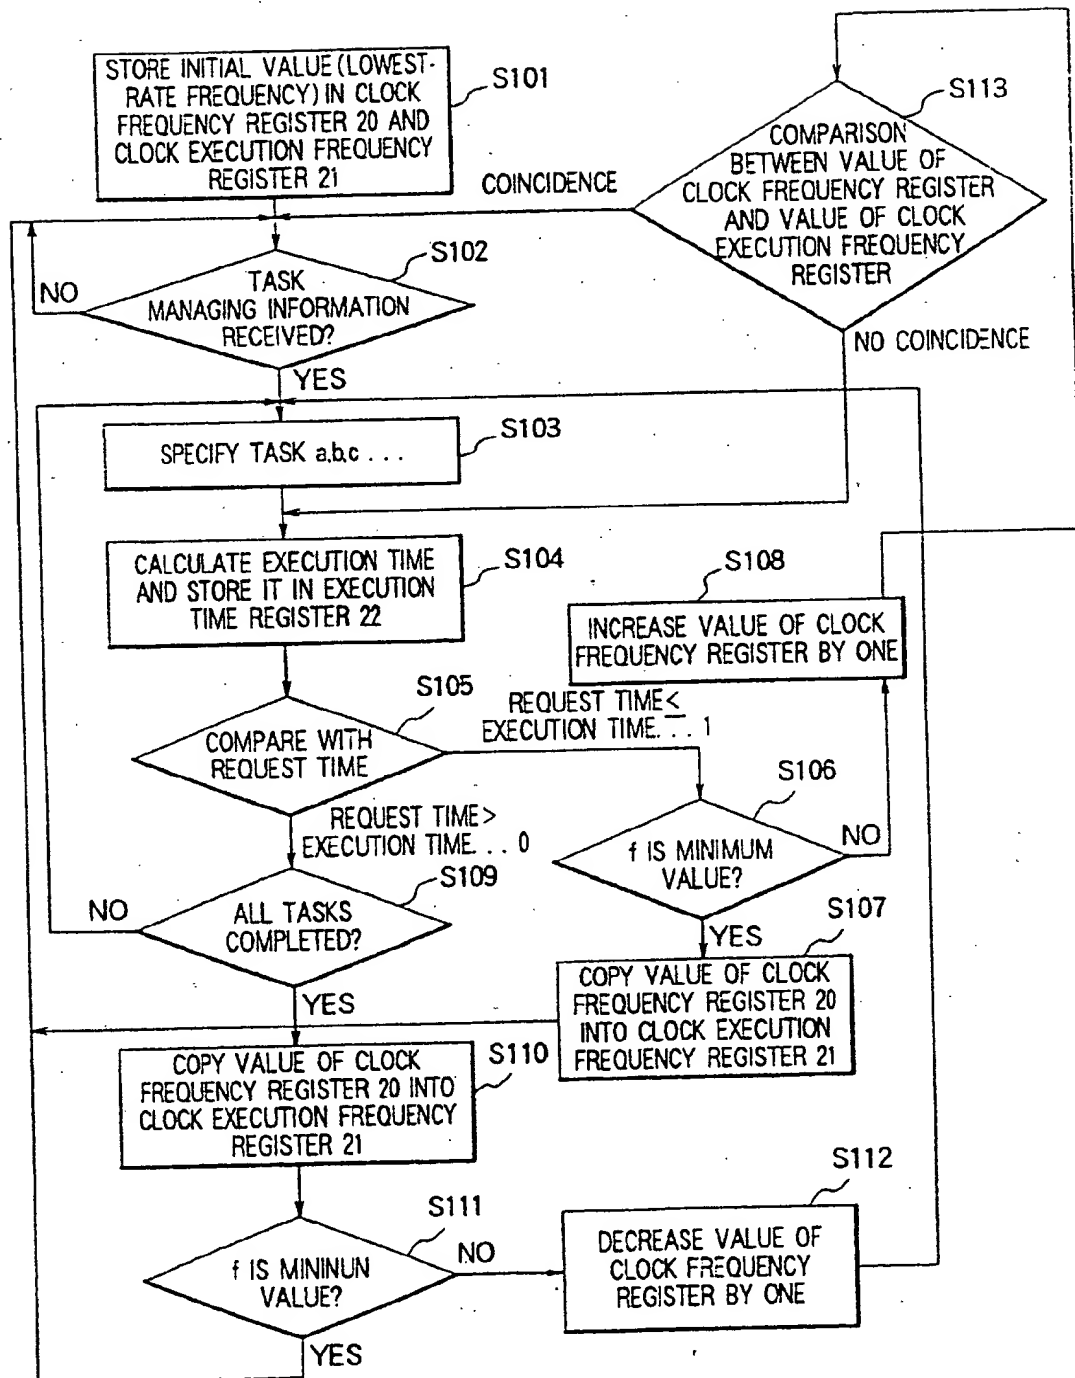 STORE INITIAL VALUE (LOWEST-
RATE FREQUENCY) IN CLOCK
FREQUENCY REGISTER 20 AND
CLOCK EXECUTION FREQUENCY
REGISTER 21
S101
S113
COMPARISON
BETWEEN VALUE OF
CLOCK FREQUENCY REGISTER
AND VALUE OF CLOCK
EXECUTION FREQUENCY
REGISTER
COINCIDENCE
NO COINCIDENCE
S102
TASK
MANAGING INFORMATION
RECEIVED?
NO
YES
S103
SPECIFY TASK a.b.c . . .
S104
CALCULATE EXECUTION TIME
AND STORE IT IN EXECUTION
TIME REGISTER 22
S108
INCREASE VALUE OF CLOCK
FREQUENCY REGISTER BY ONE
S105
COMPARE WITH
REQUEST TIME
REQUEST TIME≤
EXECUTION TIME. . . 1
REQUEST TIME>
EXECUTION TIME. . . 0
S106
f IS MINIMUM
VALUE?
NO
YES
S109
ALL TASKS
COMPLETED?
NO
YES
S107
COPY VALUE OF CLOCK
FREQUENCY REGISTER 20
INTO CLOCK EXECUTION
FREQUENCY REGISTER 21
S110
COPY VALUE OF CLOCK
FREQUENCY REGISTER 20 INTO
CLOCK EXECUTION FREQUENCY
REGISTER 21
S111
f IS MININUN
VALUE?
NO
YES
S112
DECREASE VALUE OF
CLOCK FREQUENCY
REGISTER BY ONE